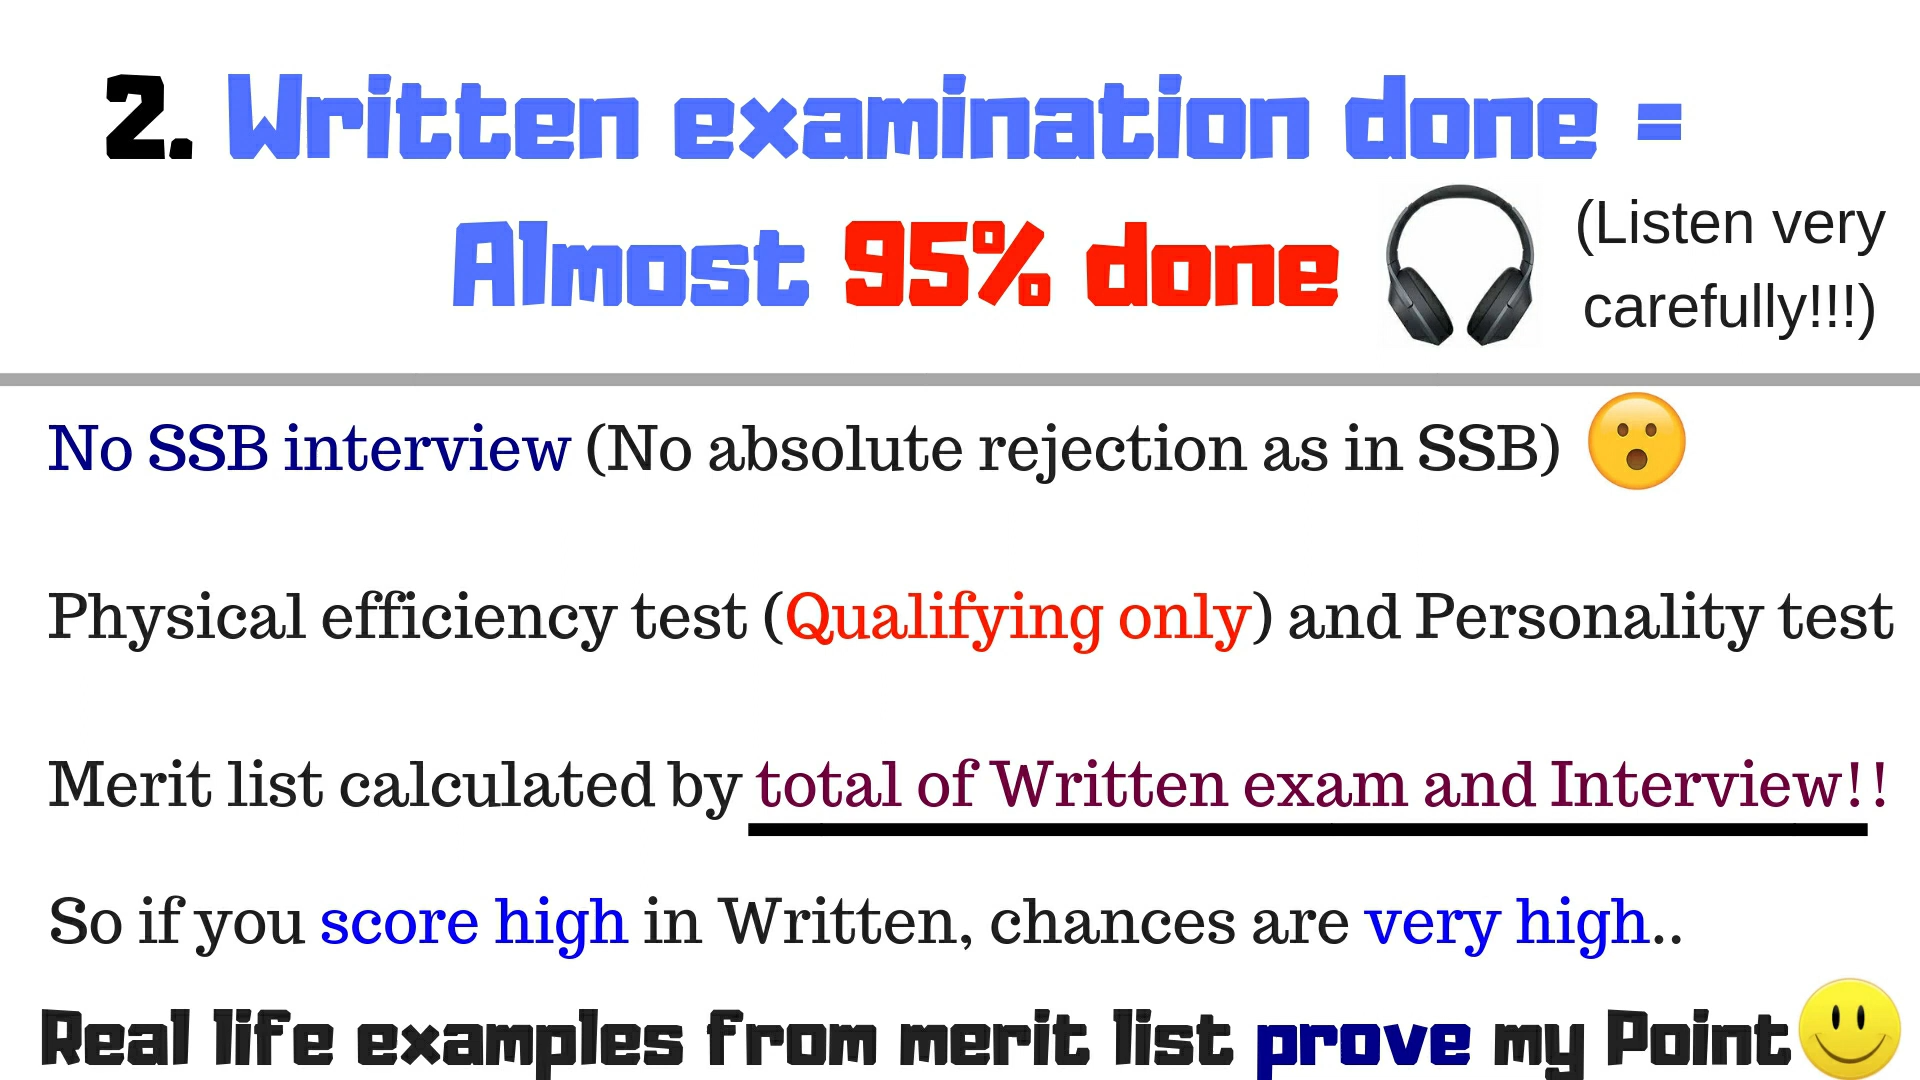 2. Written examination done =
Almost 95% done
(Listen very
carefully!!!)
No SSB interview (No absolute rejection as in SSB)
Physical efficiency test (Qualifying only) and Personality test
Merit list calculated by total of Written exam and Interview!!
So if you score high in Written, chances are very high..
Real life examples from merit list prove my Point